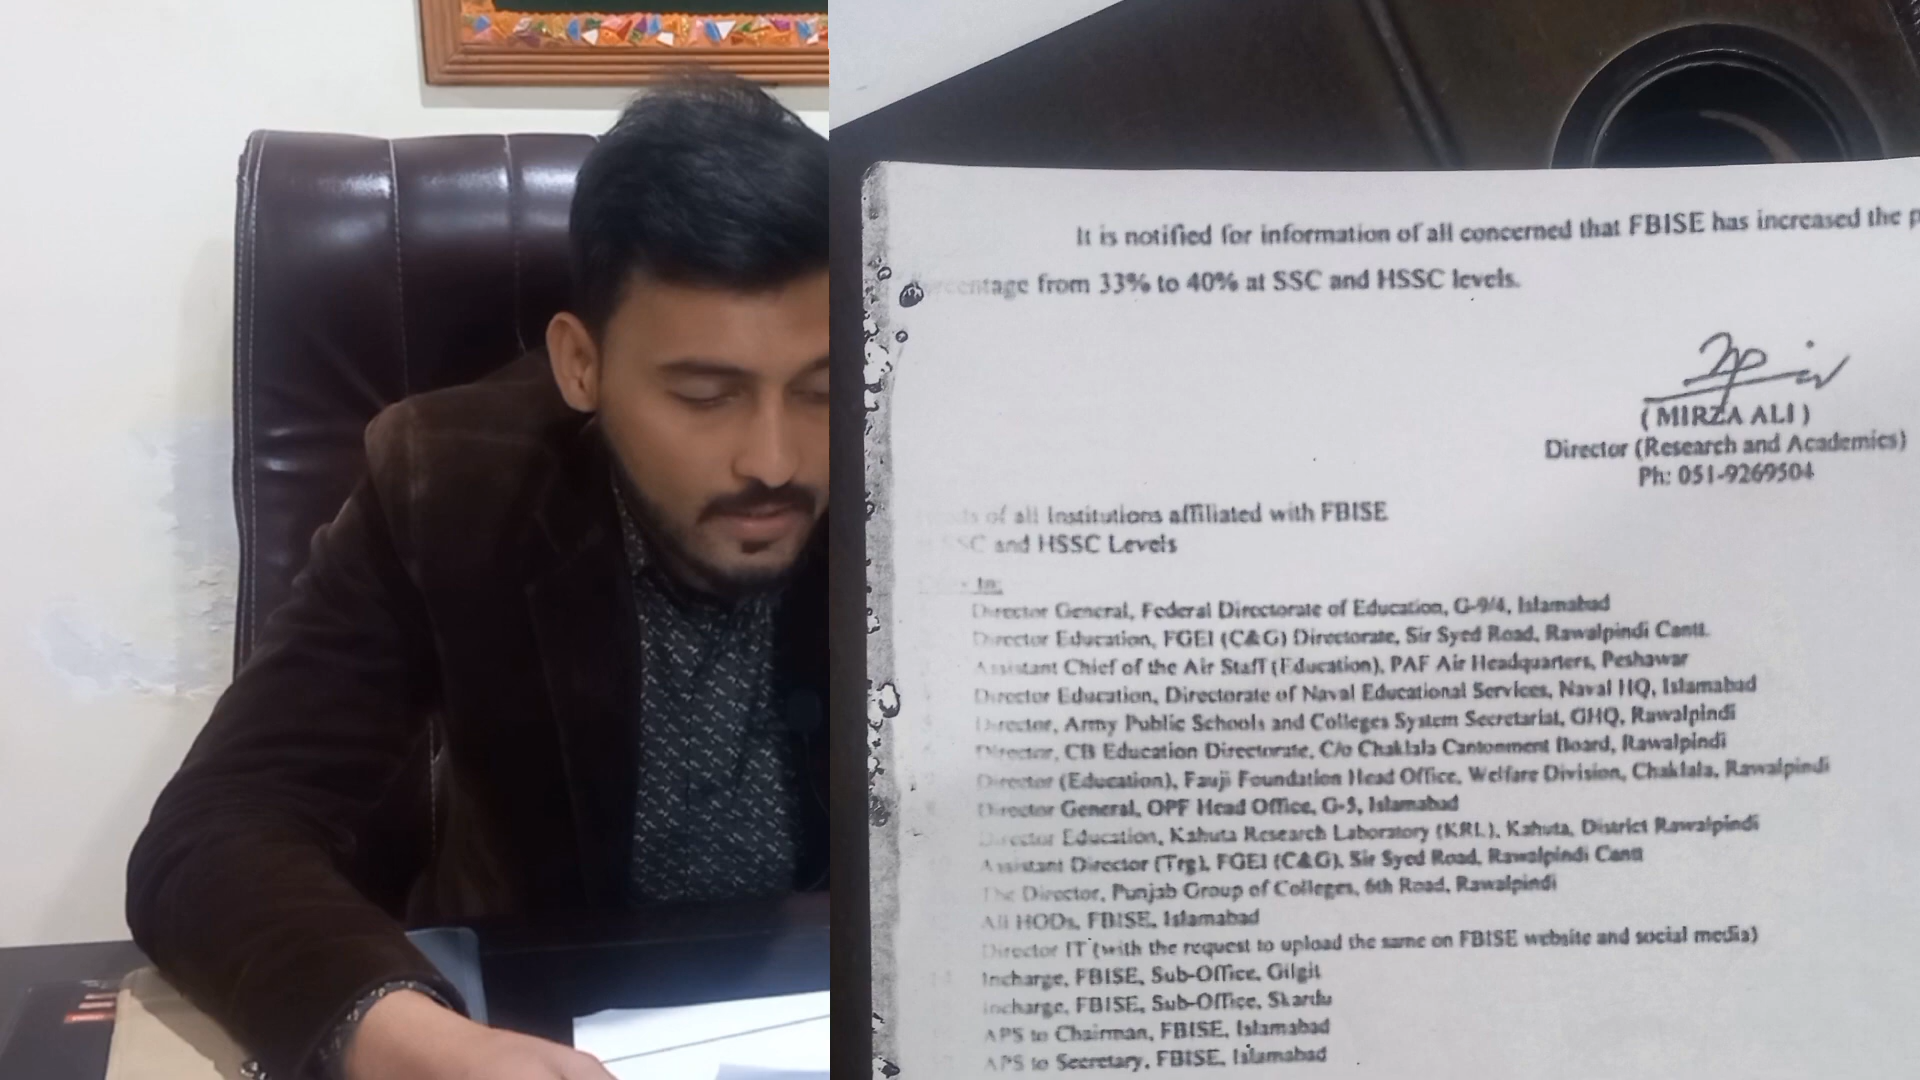 It is notified for information of all concerned that FBISE has increased the
from 33% to 40% at SSC and HSSC levels.
( MIRZA ALI )
Director (Research and Academics)
Ph: 051-9269504
of all Institutions affiliated with FBISE
and HSSC Levels
to:
Director General, Federal Directorate of Education, G-9/4, Islamabad
Director Education, FGEI (C&G) Directorate, Sir Syed Road, Rawalpindi Cantt.
Assistant Chief of the Air Staff (Education), PAF Air Headquarters, Peshawar
Director Education, Directorate of Naval Educational Services, Naval HQ, Islamabad
Director, Army Public Schools and Colleges System Secretariat, GHQ, Rawalpindi
Director, CB Education Directorate, C/o Chaklala Cantonment Board, Rawalpindi
Director (Education), Fauji Foundation Head Office, Welfare Division, Chaklala, Rawalpindi
Director General, OPF Head Office, G-5, Islamabad
Director Education, Kahuta Research Laboratory (KRL), Kahuta, District Rawalpindi
Assistant Director (Trg), FGEI (C&G), Sir Syed Road, Rawalpindi Cantt
The Director, Punjab Group of Colleges, 6th Road, Rawalpindi
All HODs, FBISE, Islamabad
Director IT (with the request to upload the same on FBISE website and social media)
Incharge, FBISE, Sub-Office, Gilgit
Incharge, FBISE, Sub-Office, Skardu
APS to Chairman, FBISE, Islamabad
APS to Secretary, FBISE, Islamabad